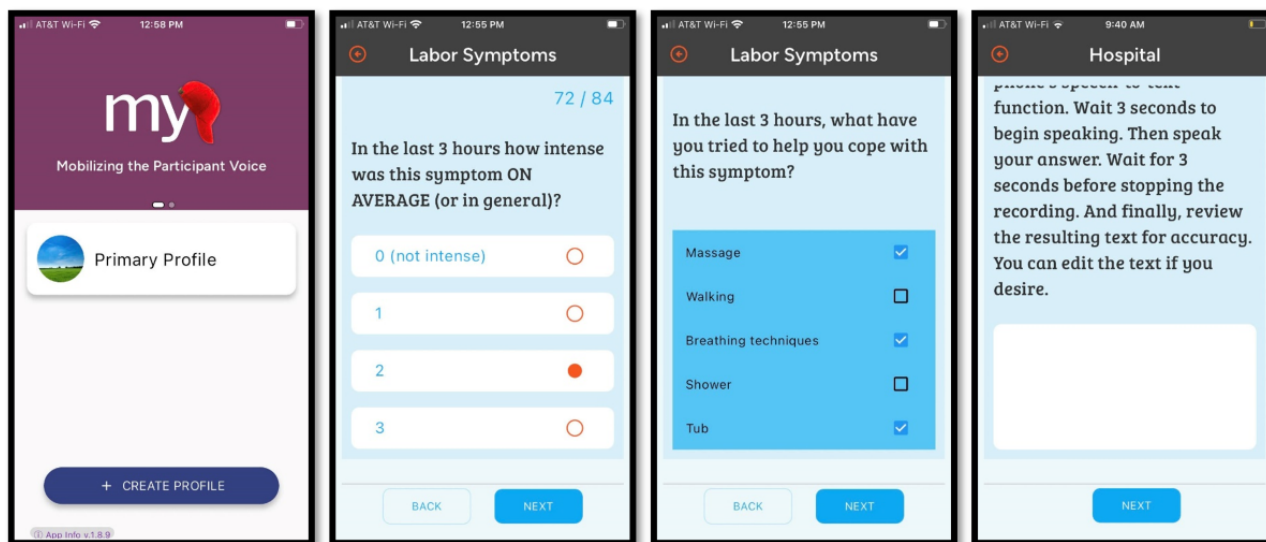 AT&T Wi-Fi 12:58 PM
my
Mobilizing the Participant Voice
Primary Profile
+ CREATE PROFILE
App Info v.1.8.9
AT&T Wi-Fi 12:55 PM
Labor Symptoms
72 / 84
In the last 3 hours how intense
was this symptom ON
AVERAGE (or in general)?
0 (not intense)
1
2
3
BACK NEXT
AT&T Wi-Fi 12:55 PM
Labor Symptoms
In the last 3 hours, what have
you tried to help you cope with
this symptom?
Massage
Walking
Breathing techniques
Shower
Tub
BACK NEXT
AT&T Wi-Fi 9:40 AM
Hospital
phone's speech-to-text
function. Wait 3 seconds to
begin speaking. Then speak
your answer. Wait for 3
seconds before stopping the
recording. And finally, review
the resulting text for accuracy.
You can edit the text if you
desire.
NEXT